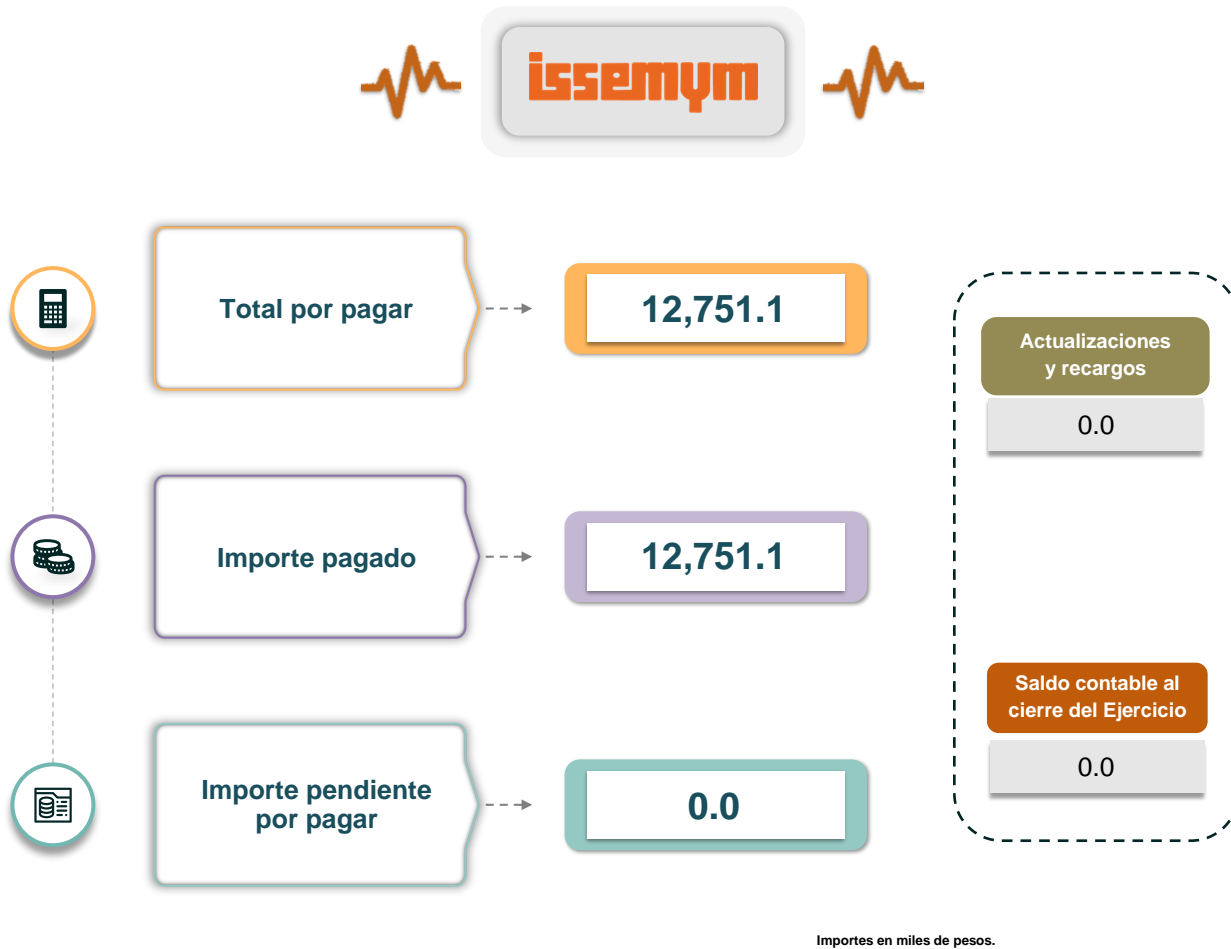 issemym
Total por pagar
12,751.1
Actualizaciones
y recargos
0.0
Importe pagado
12,751.1
Saldo contable al
cierre del Ejercicio
0.0
Importe pendiente
por pagar
0.0
Importes en miles de pesos.